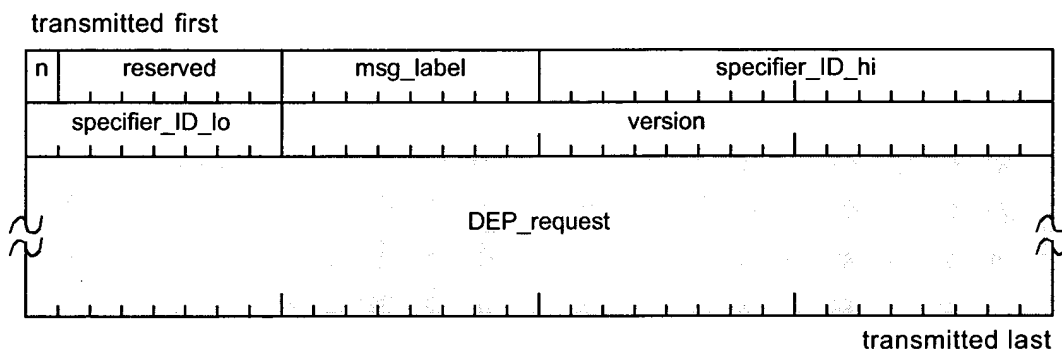 transmitted first
n reserved msg_label specifier_ID_hi
specifier_ID_lo version
DEP_request
transmitted last